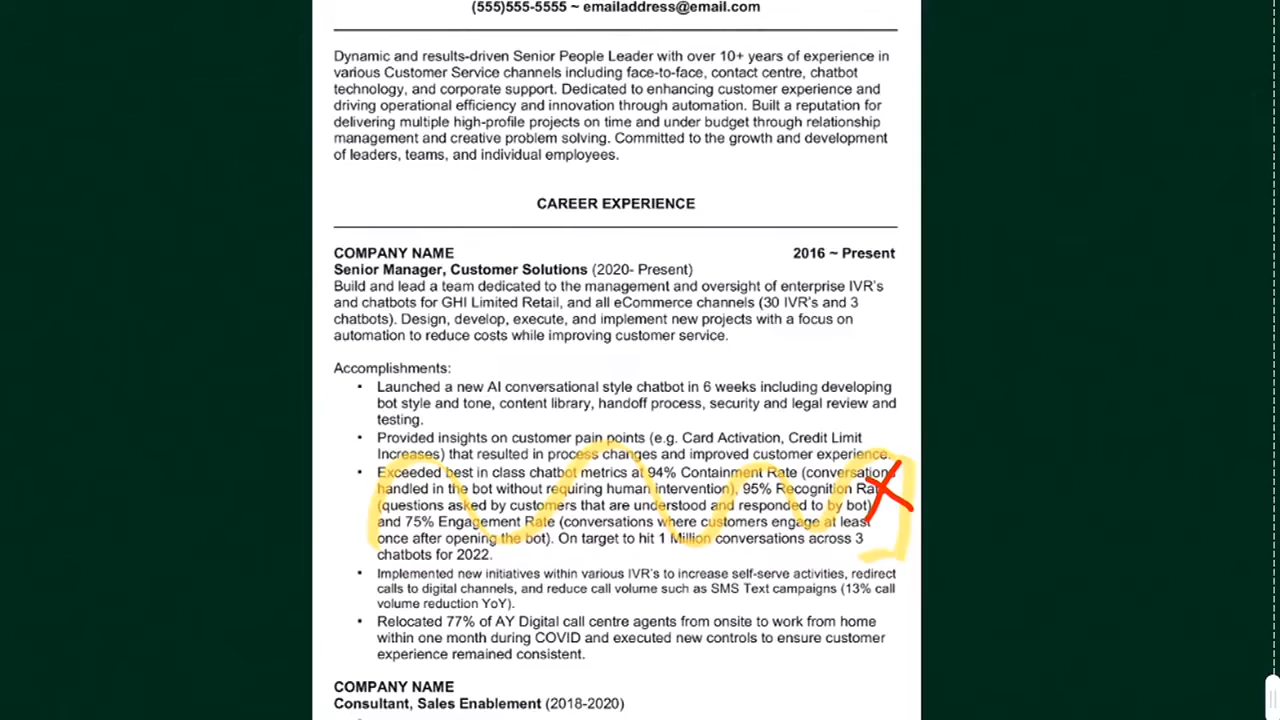 (555)555-5555 ~ emailaddress@email.com
Dynamic and results-driven Senior People Leader with over 10+ years of experience in
various Customer Service channels including face-to-face, contact centre, chatbot
technology, and corporate support. Dedicated to enhancing customer experience and
driving operational efficiency and innovation through automation. Built a reputation for
delivering multiple high-profile projects on time and under budget through relationship
management and creative problem solving. Committed to the growth and development
of leaders, teams, and individual employees.
CAREER EXPERIENCE
COMPANY NAME 2016 ~ Present
Senior Manager, Customer Solutions (2020- Present)
Build and lead a team dedicated to the management and oversight of enterprise IVR's
and chatbots for GHI Limited Retail, and all eCommerce channels (30 IVR's and 3
chatbots). Design, develop, execute, and implement new projects with a focus on
automation to reduce costs while improving customer service.
Accomplishments:
• Launched a new AI conversational style chatbot in 6 weeks including developing
bot style and tone, content library, handoff process, security and legal review and
testing.
• Provided insights on customer pain points (e.g. Card Activation, Credit Limit
Increases) that resulted in process changes and improved customer experience.
• Exceeded best in class chatbot metrics at 94% Containment Rate (conversations
handled in the bot without requiring human intervention), 95% Recognition Rate
(questions asked by customers that are understood and responded to by bot)
and 75% Engagement Rate (conversations where customers engage at least
once after opening the bot). On target to hit 1 Million conversations across 3
chatbots for 2022.
• Implemented new initiatives within various IVR's to increase self-serve activities, redirect
calls to digital channels, and reduce call volume such as SMS Text campaigns (13% call
volume reduction YoY).
• Relocated 77% of AY Digital call centre agents from onsite to work from home
within one month during COVID and executed new controls to ensure customer
experience remained consistent.
COMPANY NAME
Consultant, Sales Enablement (2018-2020)